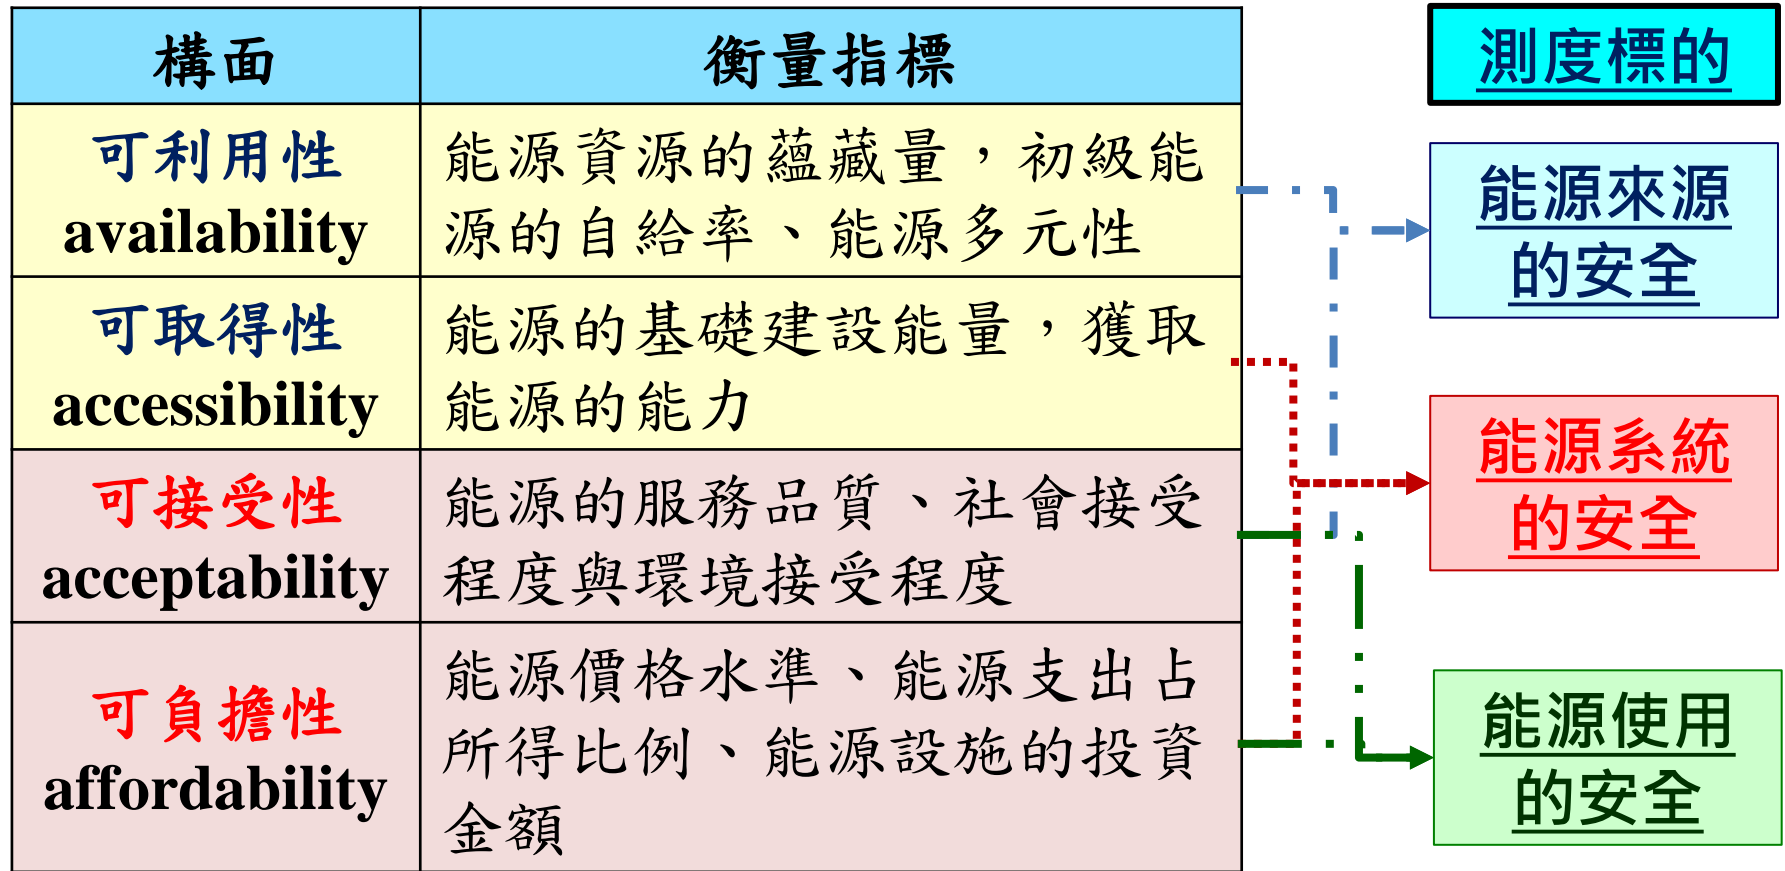 構面
衡量指標
可利用性
availability
能源資源的蘊藏量，初級能
源的自給率、能源多元性
可取得性
accessibility
能源的基礎建設能量，獲取
能源的能力
可接受性
acceptability
能源的服務品質、社會接受
程度與環境接受程度
可負擔性
affordability
能源價格水準、能源支出占
所得比例、能源設施的投資
金額
測度標的
能源來源
的安全
能源系統
的安全
能源使用
的安全